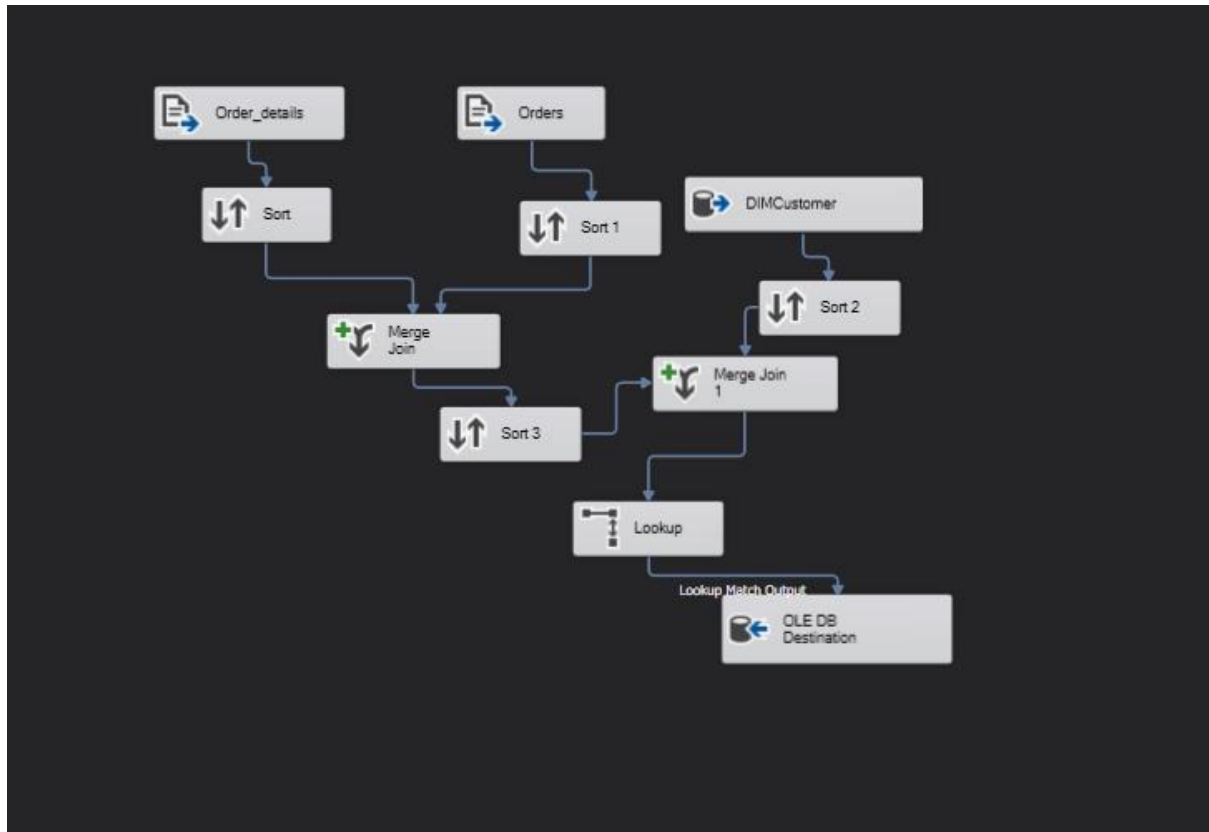 Order_details
Orders
Sort
Sort 1
DIMCustomer
Sort 2
Merge
Join
Merge Join
1
Sort 3
Lookup
Lookup Match Output
OLE DB
Destination